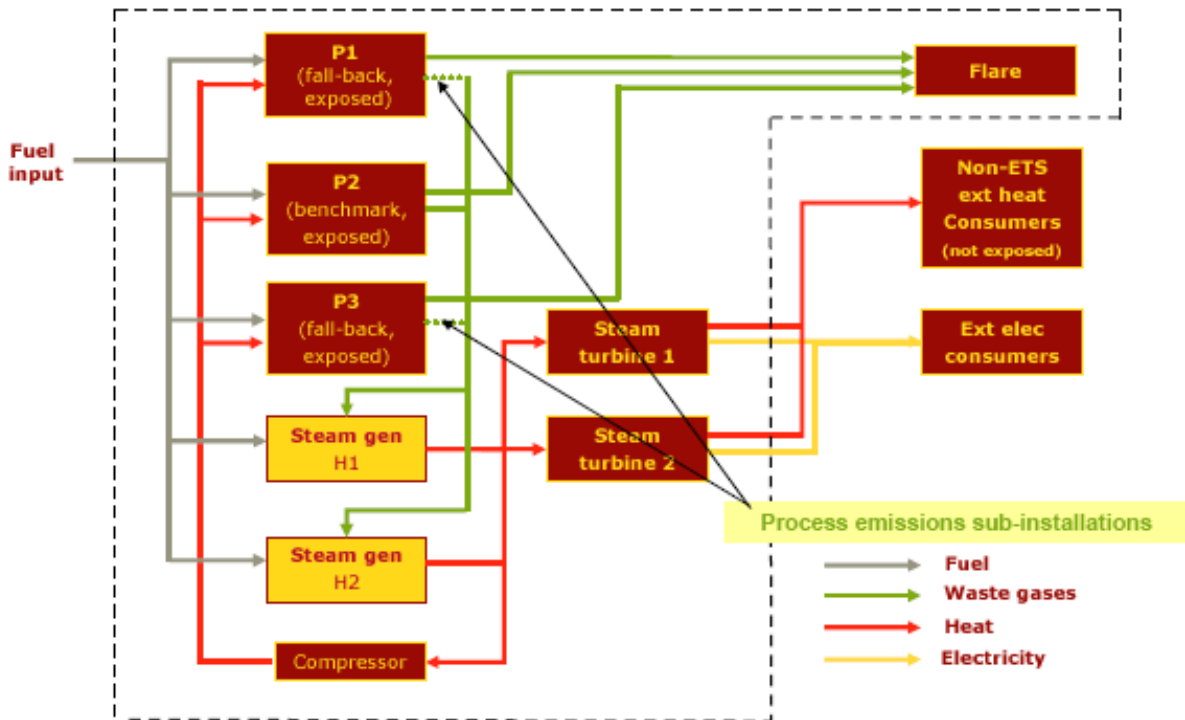 P1
(fall-back,
exposed)
Flare
Fuel
input
P2
(benchmark,
exposed)
Non-ETS
ext heat
Consumers
(not exposed)
P3
(fall-back,
exposed)
Steam
turbine 1
Ext elec
consumers
Steam gen
H1
Steam
turbine 2
Process emissions sub-installations
Steam gen
H2
Fuel
Waste gases
Heat
Electricity
Compressor